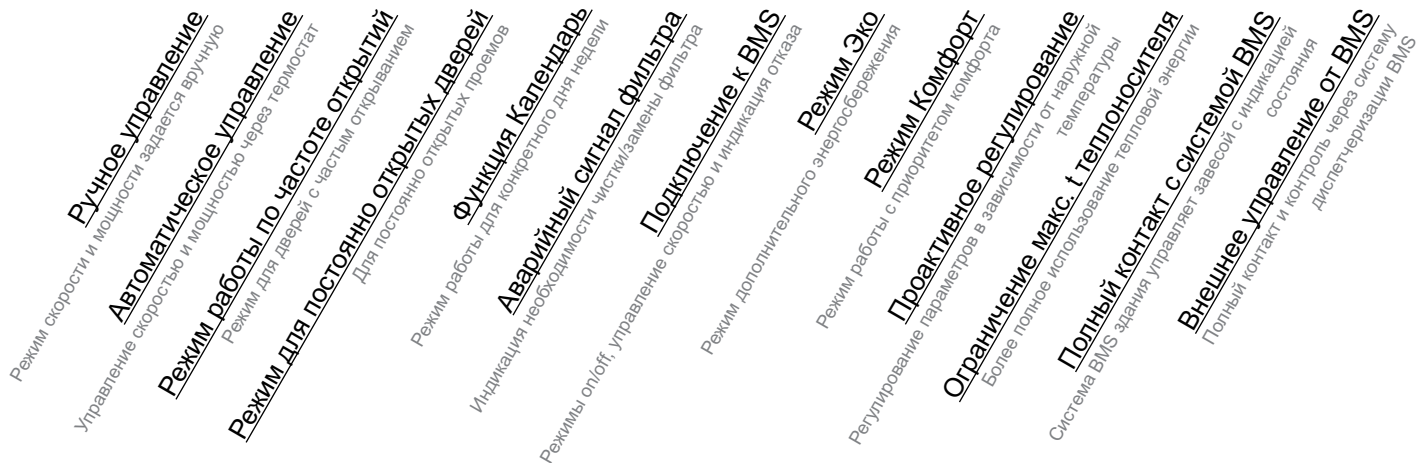 Ручное управление
Режим скорости и мощности задается вручную
Автоматическое управление
Управление скоростью и мощностью через термостат
Режим работы по частоте открытий
Режим для дверей с частым открыванием
Режим для постоянно открытых дверей
Для постоянно открытых проемов
Функция Календарь
Режим работы для конкретного дня недели
Аварийный сигнал фильтра
Индикация необходимости чистки/замены фильтра
Подключение к BMS
Режимы on/off, управление скоростью и индикация отказа
Режим Эко
Режим дополнительного энергосбережения
Режим Комфорт
Режим работы с приоритетом комфорта
Проактивное регулирование
Регулирование параметров в зависимости от наружной
температуры
Ограничение макс. t теплоносителя
Более полное использование тепловой энергии
Полный контакт с системой BMS
Система BMS здания управляет завесой с индикацией
состояния
Внешнее управление от BMS
Полный контакт и контроль через систему
диспетчеризации BMS